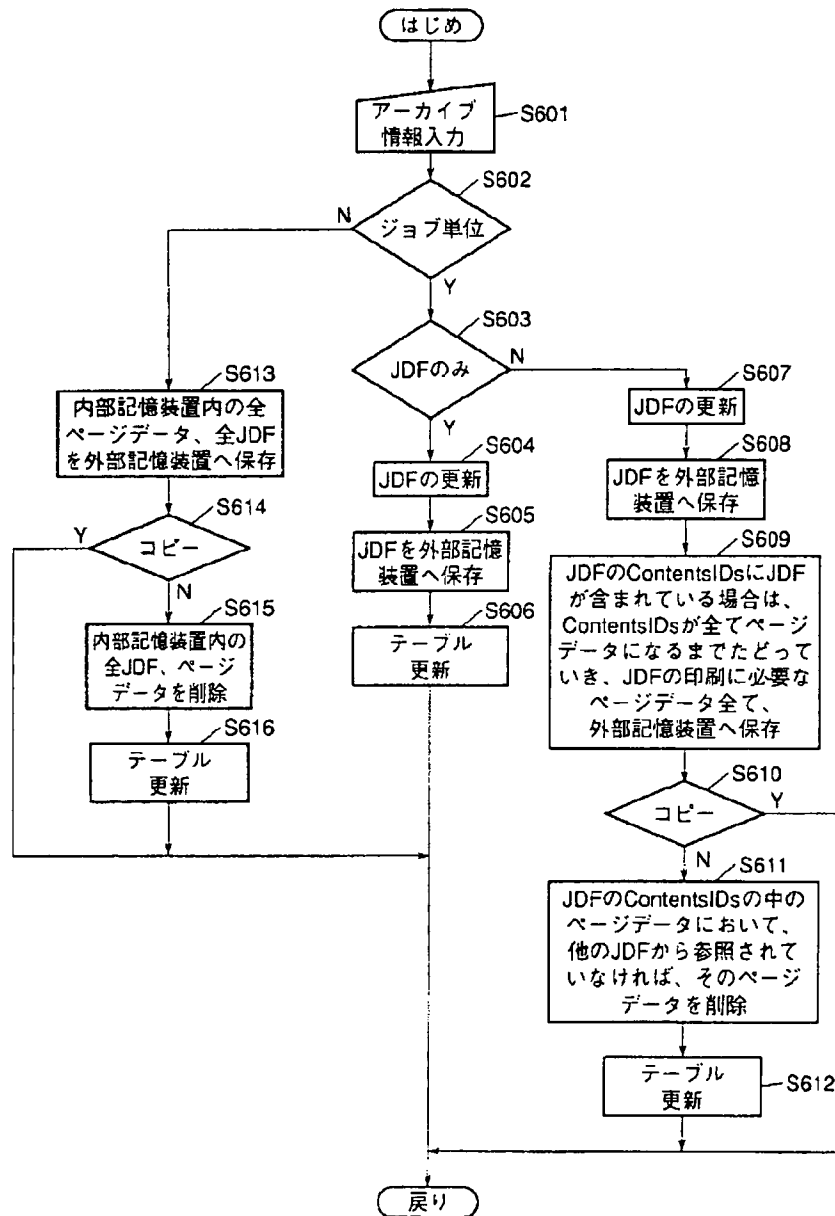 はじめ
アーカイブ
情報入力
S601
S602
ジョブ単位
N
Y
S603
JDFのみ
N
Y
S613
内部記憶装置内の全
ページデータ、全JDF
を外部記憶装置へ保存
S614
コピー
Y
N
S615
内部記憶装置内の
全JDF、ページ
データを削除
S616
テーブル
更新
S604
JDFの更新
S605
JDFを外部記憶
装置へ保存
S606
テーブル
更新
S607
JDFの更新
S608
JDFを外部記憶
装置へ保存
S609
JDFのContentsIDsにJDF
が含まれている場合は、
ContentsIDsが全てページ
データになるまでたどって
いき、JDFの印刷に必要な
ページデータ全て、
外部記憶装置へ保存
S610
コピー
Y
N
S611
JDFのContentsIDsの中の
ページデータにおいて、
他のJDFから参照されて
いなければ、そのページ
データを削除
テーブル
更新
S612
戻り